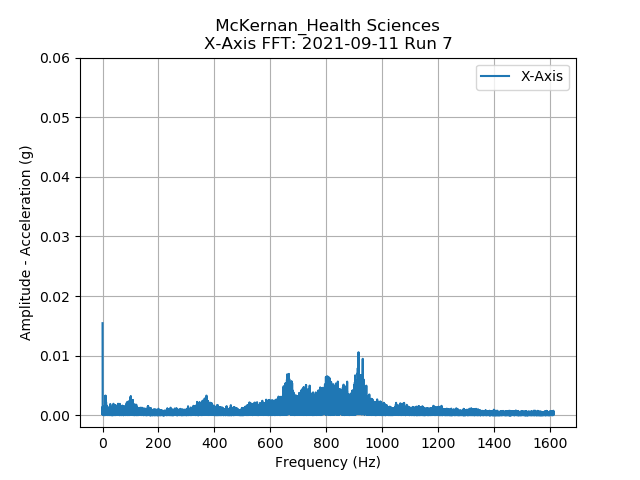 McKernan_Health Sciences
X-Axis FFT: 2021-09-11 Run 7
X-Axis
0.06
0.05
0.04
0.03
0.02
0.01
0.00
Amplitude - Acceleration (g)
0 200 400 600 800 1000 1200 1400 1600
Frequency (Hz)